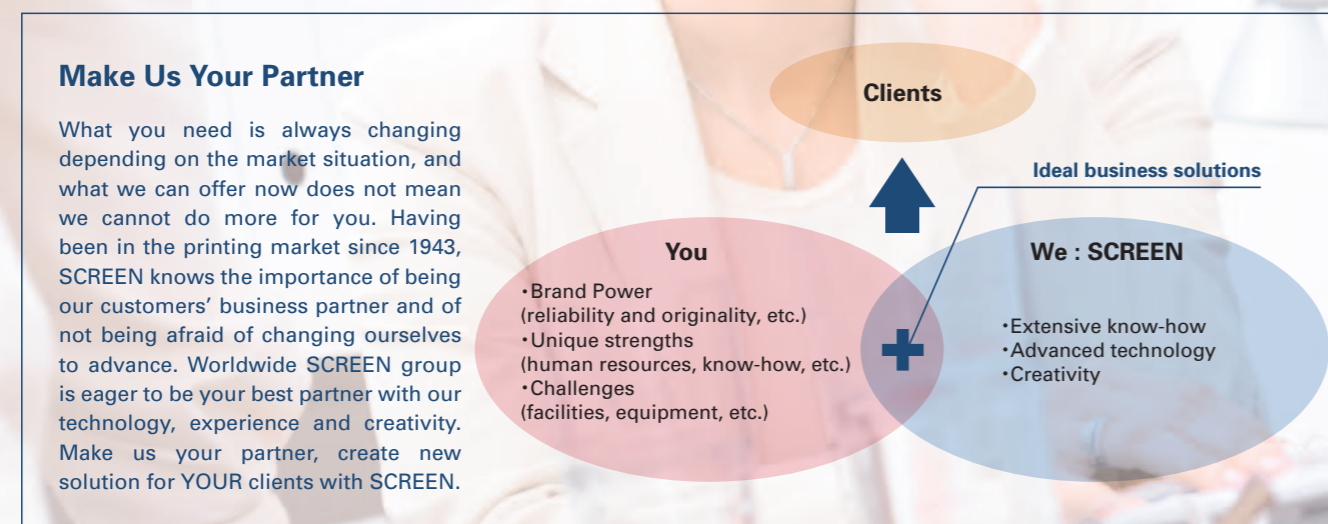 Make Us Your Partner
What you need is always changing
depending on the market situation, and
what we can offer now does not mean
we cannot do more for you. Having
been in the printing market since 1943,
SCREEN knows the importance of being
our customers’ business partner and of
not being afraid of changing ourselves
to advance. Worldwide SCREEN group
is eager to be your best partner with our
technology, experience and creativity.
Make us your partner, create new
solution for YOUR clients with SCREEN.
Clients
Ideal business solutions
You
・Brand Power
(reliability and originality, etc.)
・Unique strengths
(human resources, know-how, etc.)
・Challenges
(facilities, equipment, etc.)
We : SCREEN
・Extensive know-how
・Advanced technology
・Creativity